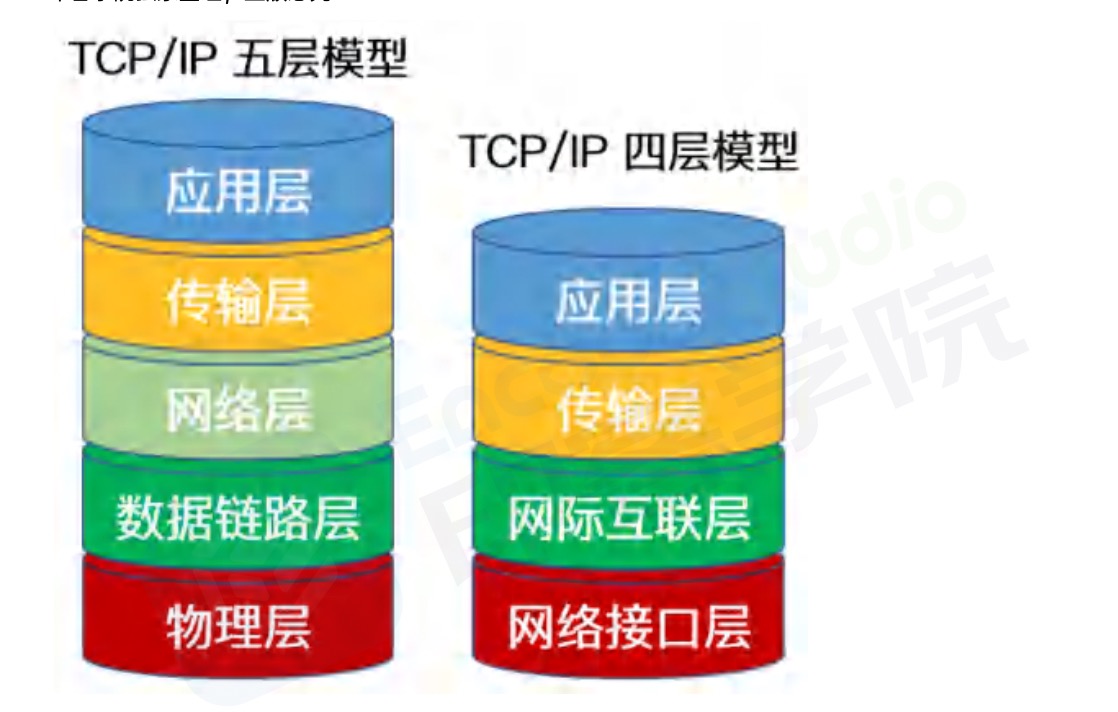 TCP/IP 五层模型
应用层
传输层
网络层
数据链路层
物理层
TCP/IP 四层模型
应用层
传输层
网际互联层
网络接口层
学院